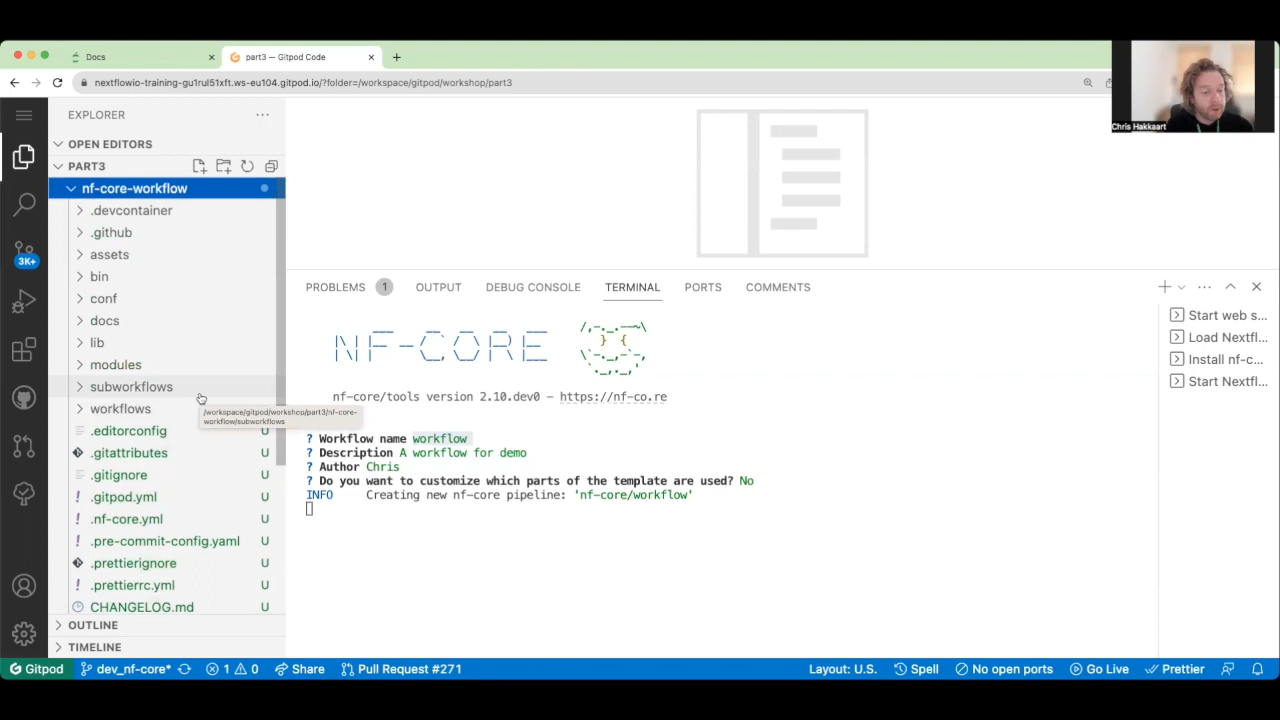 Docs
part3 — Gitpod Code
nextflowio-training-gu1rul51xft.ws-eu104.gitpod.io/?folder=/workspace/gitpod/workshop/part3
Chris Hakkaart
EXPLORER
OPEN EDITORS
PART3
nf-core-workflow
.devcontainer
.github
assets
bin
conf
docs
lib
modules
subworkflows
workflows
/workspace/gitpod/workshop/part3/nf-core-
workflow/subworkflows
.editorconfig U
.gitattributes U
.gitignore U
.gitpod.yml U
.nf-core.yml U
.pre-commit-config.yaml U
.prettierignore U
.prettierrc.yml U
CHANGELOG.md U
OUTLINE
TIMELINE
3K+
PROBLEMS 1 OUTPUT DEBUG CONSOLE TERMINAL PORTS COMMENTS
NF-CORE
nf-core/tools version 2.10.dev0 - https://nf-co.re
? Workflow name workflow
? Description A workflow for demo
? Author Chris
? Do you want to customize which parts of the template are used? No
INFO Creating new nf-core pipeline: 'nf-core/workflow'
Start web s...
Load Nextfl...
Install nf-c...
Start Nextfl...
Gitpod dev_nf-core* 1 0 Share Pull Request #271 Layout: U.S. Spell No open ports Go Live Prettier